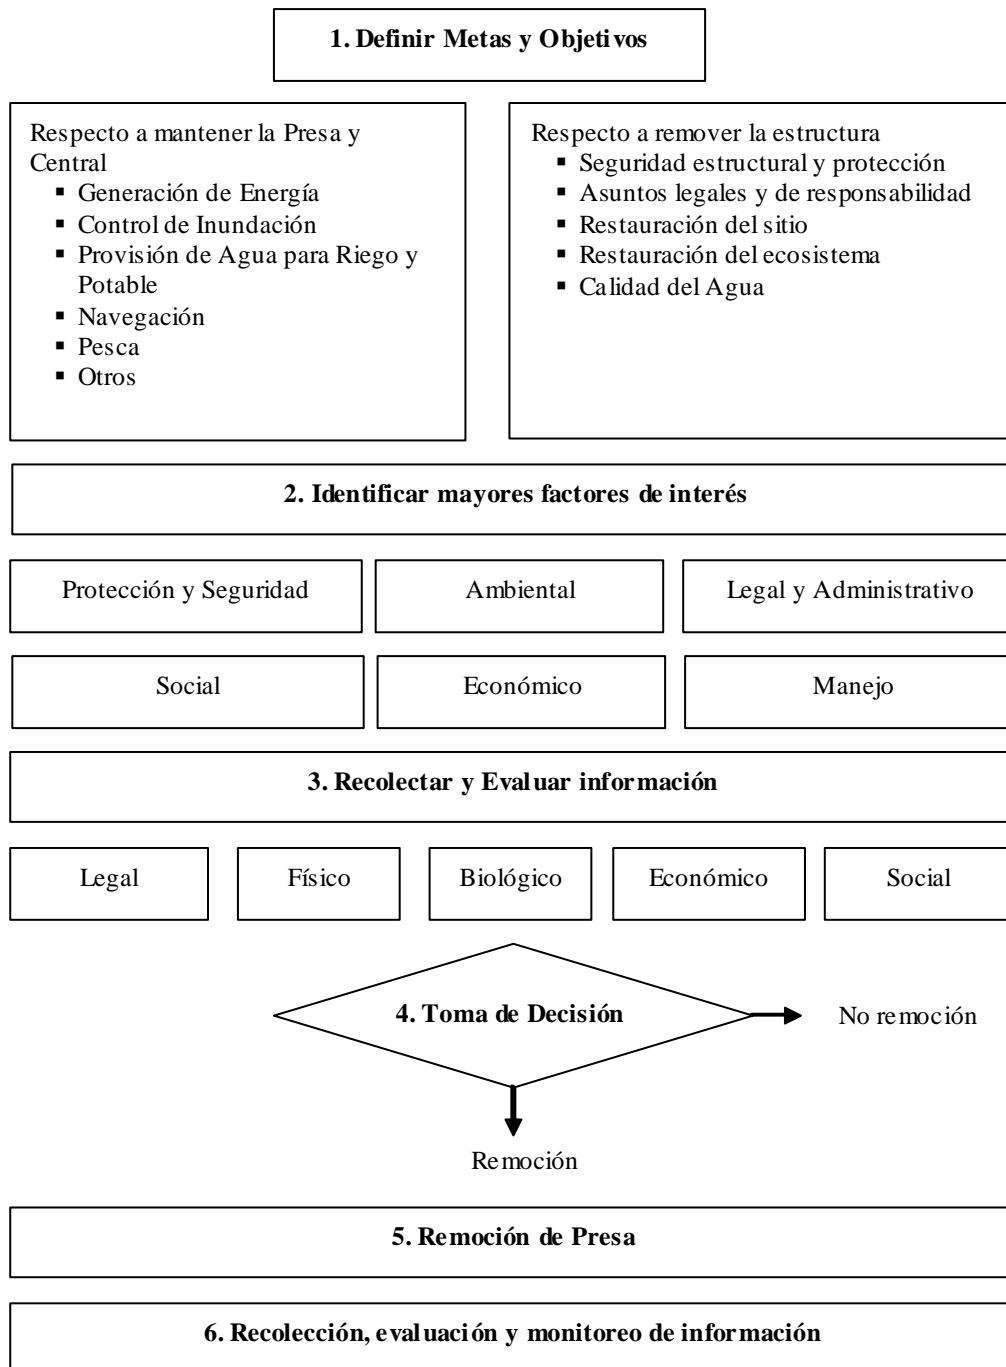 1. Definir Metas y Objetivos
Respecto a mantener la Presa y
Central
▪ Generación de Energía
▪ Control de Inundación
▪ Provisión de Agua para Riego y
Potable
▪ Navegación
▪ Pesca
▪ Otros
Respecto a remover la estructura
▪ Seguridad estructural y protección
▪ Asuntos legales y de responsabilidad
▪ Restauración del sitio
▪ Restauración del ecosistema
▪ Calidad del Agua
2. Identificar mayores factores de interés
Protección y Seguridad
Ambiental
Legal y Administrativo
Social
Económico
Manejo
3. Recolectar y Evaluar información
Legal
Físico
Biológico
Económico
Social
4. Toma de Decisión
No remoción
Remoción
5. Remoción de Presa
6. Recolección, evaluación y monitoreo de información